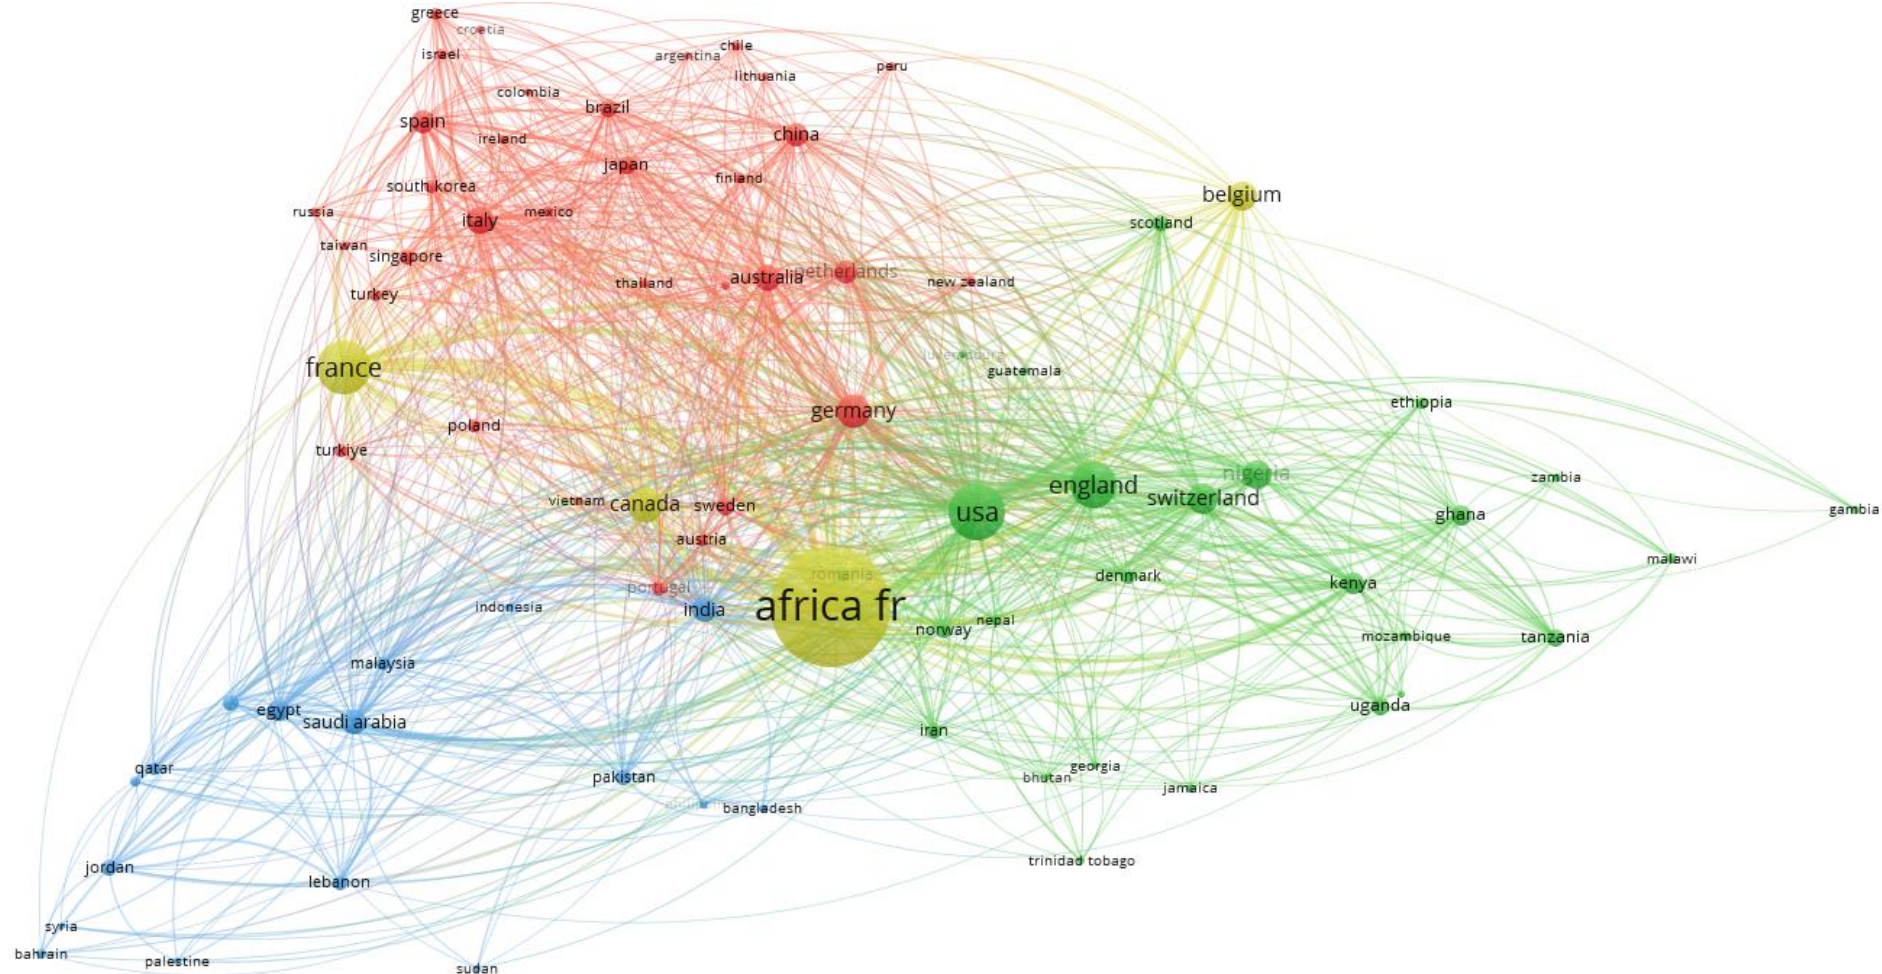 greece
croatia
israel
chile
argentina
lithuania
peru
colombia
brazil
spain
china
ireland
japan
finland
south korea
belgium
russia
italy
mexico
scotland
taiwan
singapore
netherlands
australia
thailand
new zealand
turkey
luxembourg
france
guatemala
ethiopia
germany
poland
turkiye
nigeria
zambia
england
switzerland
vietnam
canada
sweden
usa
ghana
gambia
austria
malawi
romania
denmark
kenya
portugal
indonesia
india
africa fr
nepal
norway
mozambique
tanzania
malaysia
egypt
saudi arabia
uganda
iran
qatar
pakistan
georgia
bhutan
jamaica
bangladesh
trinidad tobago
jordan
lebanon
syria
bahrain
palestine
sudan